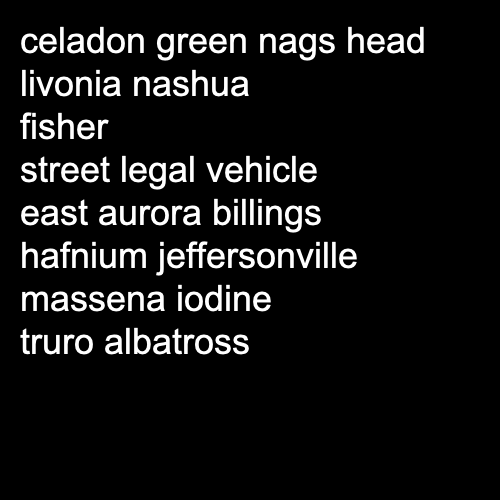 celadon green nags head
livonia nashua
fisher
street legal vehicle
east aurora billings
hafnium jeffersonville
massena iodine
truro albatross